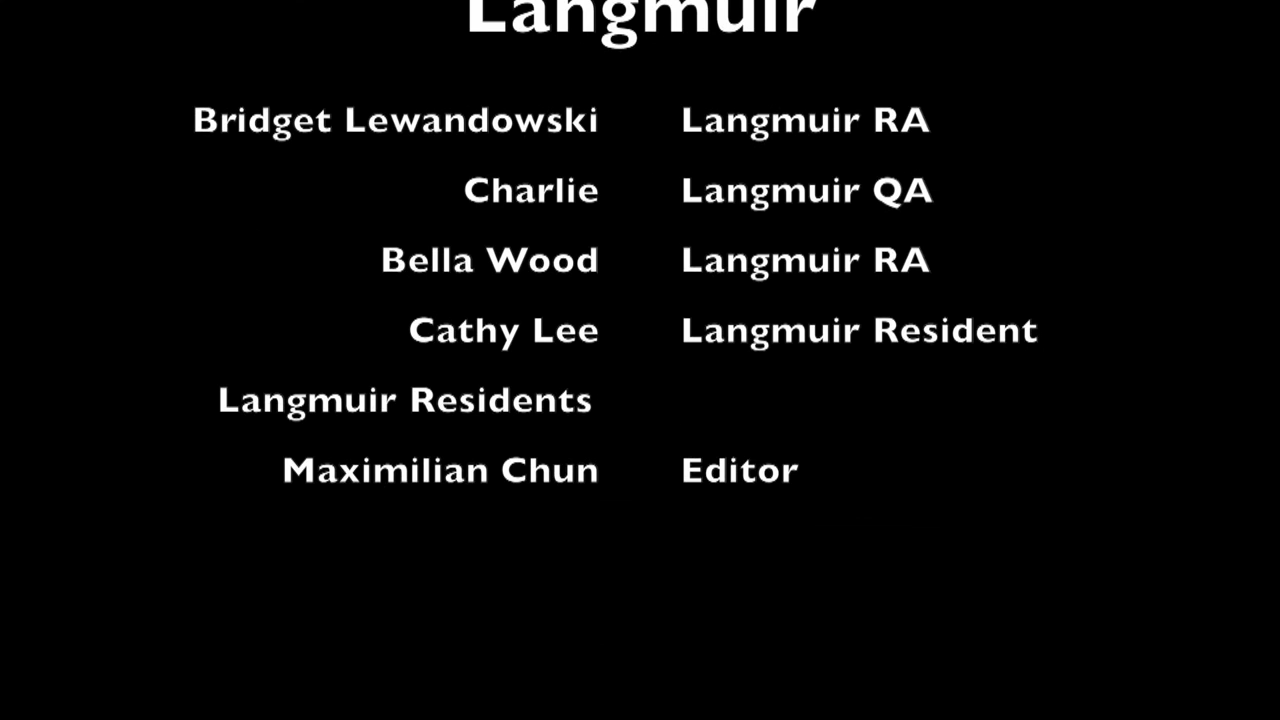 Langmuir
Bridget Lewandowski Langmuir RA
Charlie Langmuir QA
Bella Wood Langmuir RA
Cathy Lee Langmuir Resident
Langmuir Residents
Maximilian Chun Editor